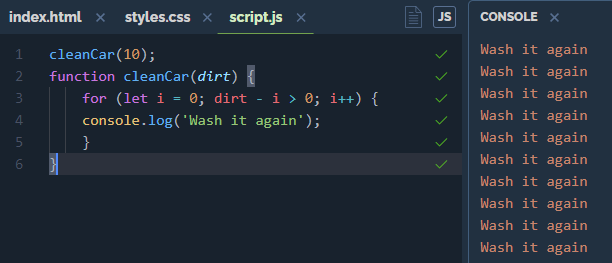 index.html × styles.css × script.js × JS CONSOLE ×
1 cleanCar(10);
2 function cleanCar(dirt) {
3 for (let i = 0; dirt - i > 0; i++) {
4 console.log('Wash it again');
5 }
6 }
Wash it again
Wash it again
Wash it again
Wash it again
Wash it again
Wash it again
Wash it again
Wash it again
Wash it again
Wash it again